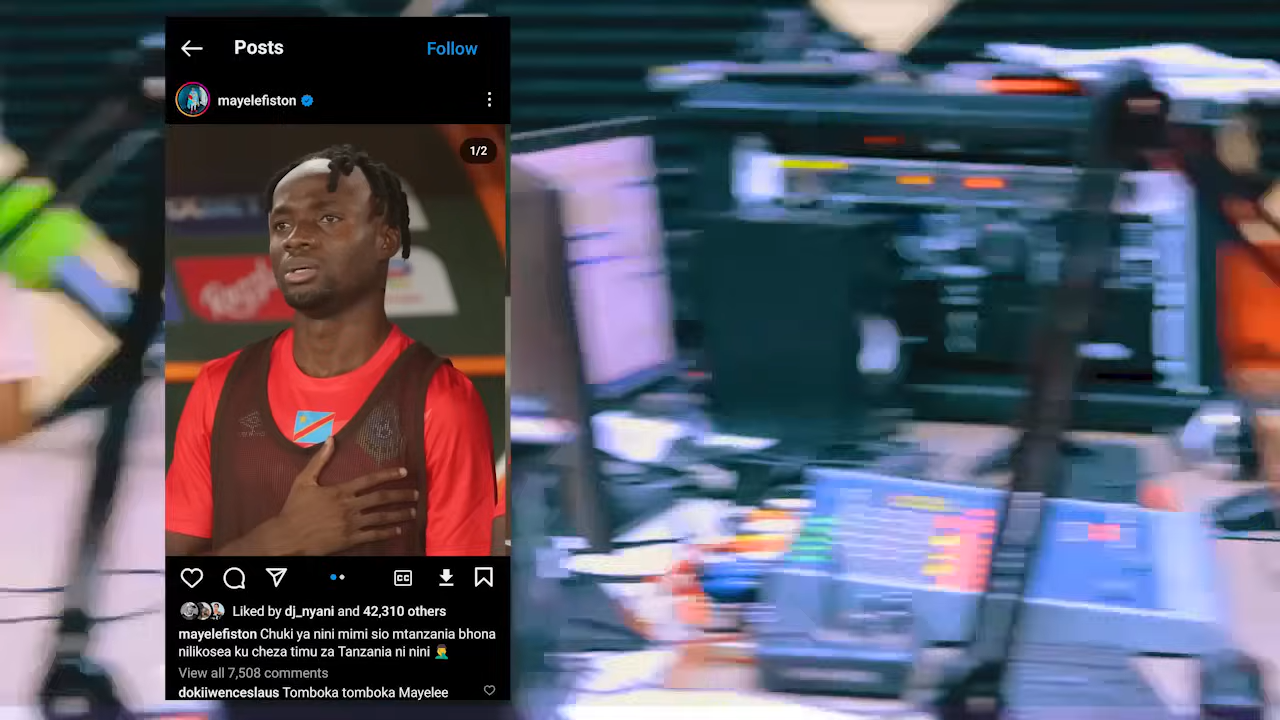 Posts
Follow
mayelefiston
1/2
CC
Liked by dj_nyani and 42,310 others
mayelefiston Chuki ya nini mimi sio mtanzania bhona
nilikosea ku cheza timu za Tanzania ni nini 🤦‍♂️
View all 7,508 comments
dokiiwenceslaus Tomboka tomboka Mayelee